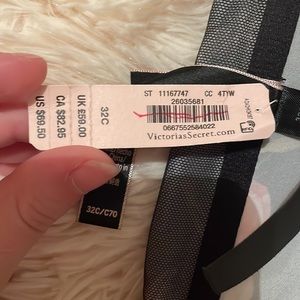 ST 11167747 CC 4TYW
26035681
0667552584022
VictoriasSecret.com
32C
UK £59.00
CA $82.95
US $69.50
32C/C70